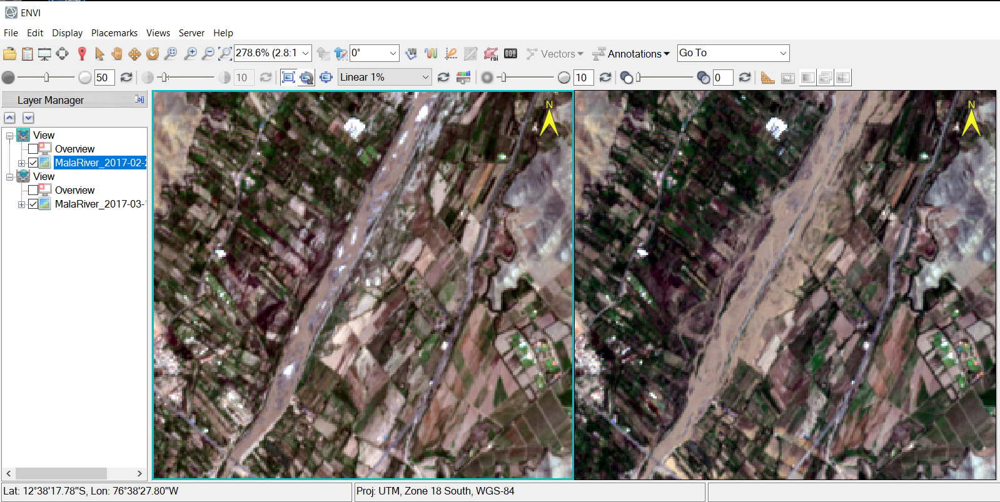 ENVI
File Edit Display Placemarks Views Server Help
278.6% (2.8:1 0° Vectors Annotations Go To
50 10 Linear 1% 10 0
Layer Manager
View
Overview
MalaRiver_2017-02-2
View
Overview
MalaRiver_2017-03-
N
N
Lat: 12°38'17.78"S, Lon: 76°38'27.80"W
Proj: UTM, Zone 18 South, WGS-84